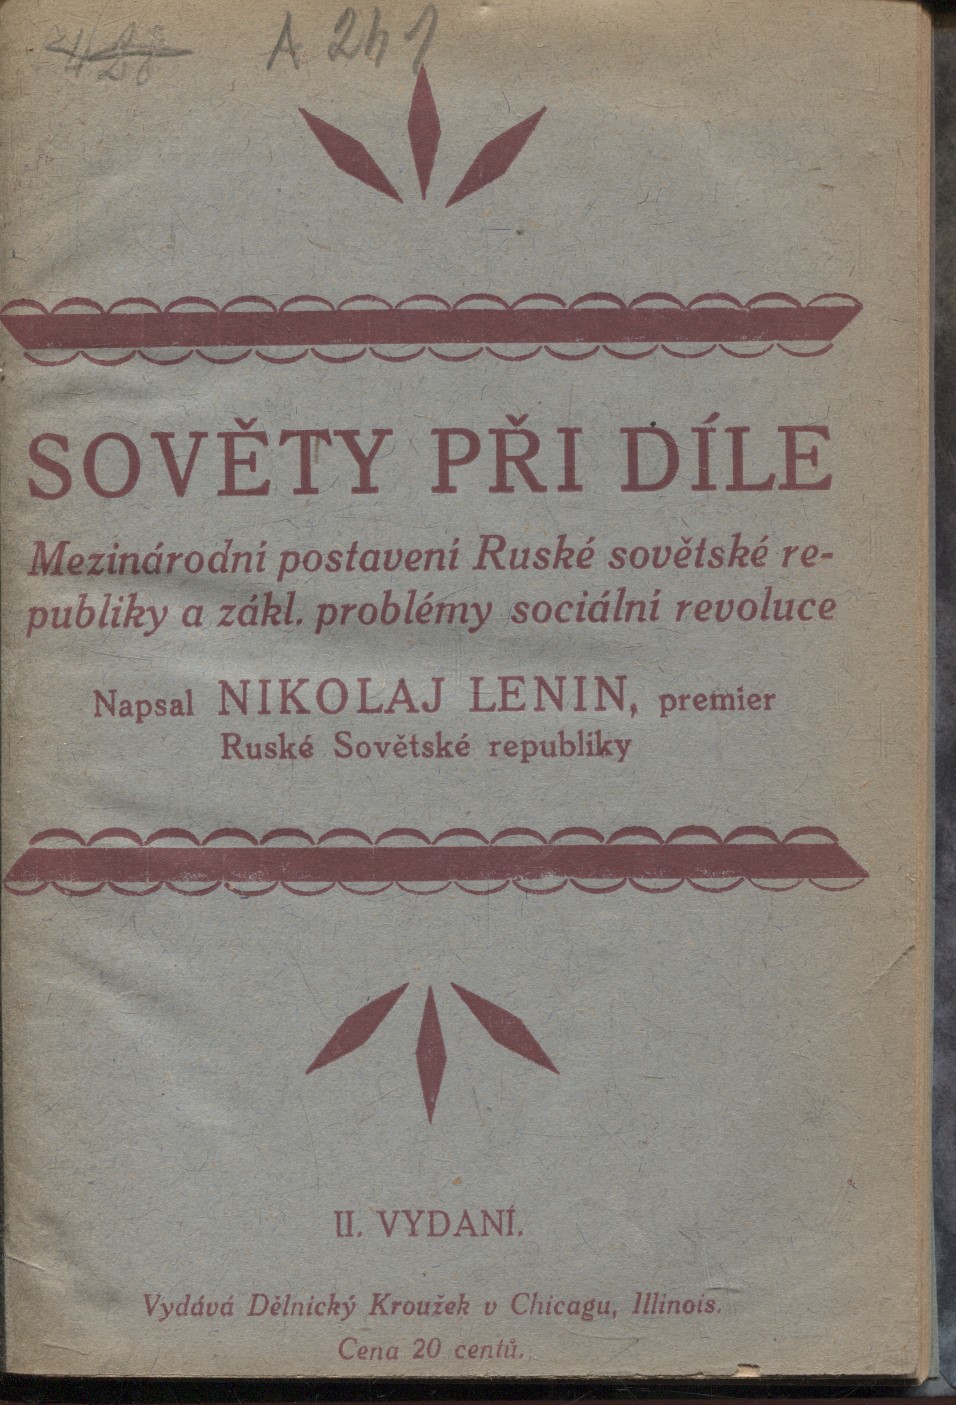 A 241
SOVĚTY PŘI DÍLE
Mezinárodní postavení Ruské sovětské re-
publiky a zákl. problémy sociální revoluce
Napsal NIKOLAJ LENIN, premier
Ruské Sovětské republiky
II. VYDANÍ.
Vydává Dělnický Kroužek v Chicagu, Illinois.
Cena 20 centů.